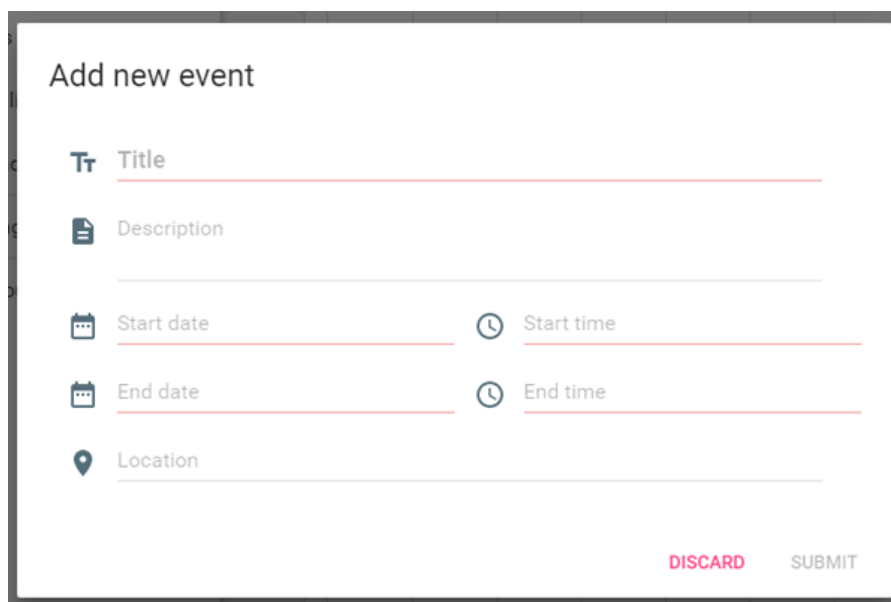 Add new event
Title
Description
Start date Start time
End date End time
Location
DISCARD SUBMIT